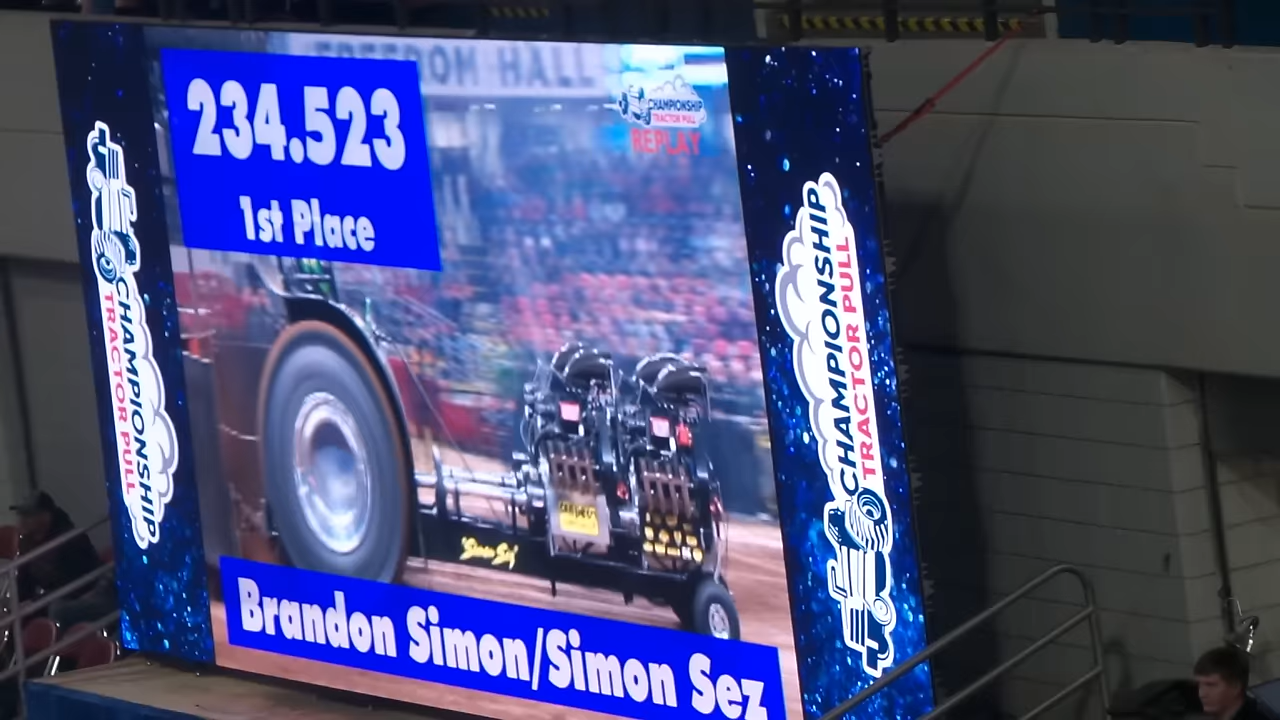 FREEDOM HALL
234.523
1st Place
CHAMPIONSHIP
TRACTOR PULL
REPLAY
CHAMPIONSHIP
TRACTOR PULL
CHAMPIONSHIP
TRACTOR PULL
"Simon Sez"
Brandon Simon/Simon Sez